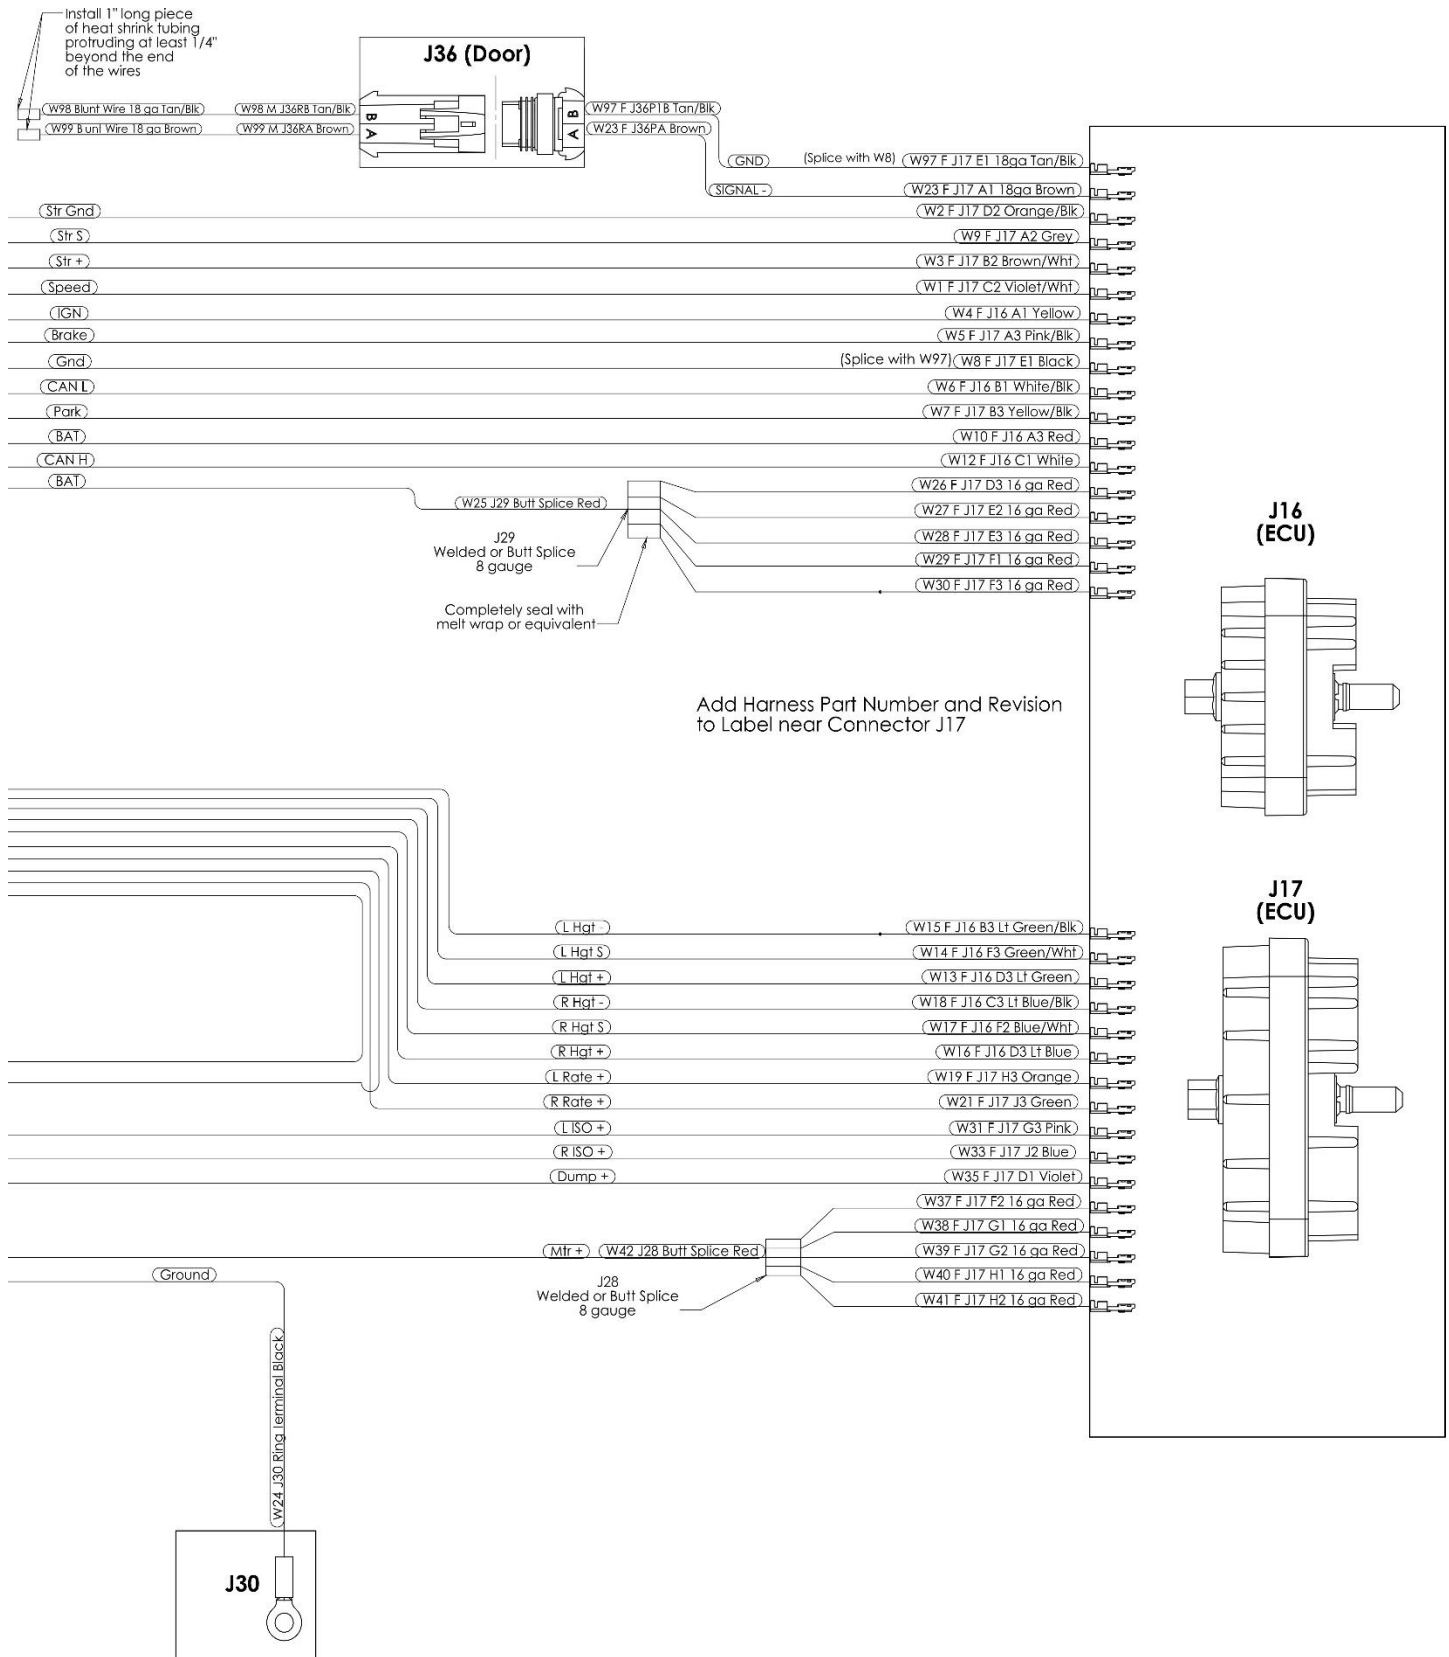 Install 1" long piece
of heat shrink tubing
protruding at least 1/4"
beyond the end
of the wires
J36 (Door)
W98 Blunt Wire 18 ga Tan/Blk
W98 M J36RB Tan/Blk
B
B
W97 F J36P1B Tan/Blk
W99 Blunt Wire 18 ga Brown
W99 M J36RA Brown
A
A
W23 F J36PA Brown
GND
(Splice with W8)
W97 F J17 E1 18ga Tan/Blk
SIGNAL -
W23 F J17 A1 18ga Brown
Str Gnd
W2 F J17 D2 Orange/Blk
Str S
W9 F J17 A2 Grey
Str +
W3 F J17 B2 Brown/Wht
Speed
W1 F J17 C2 Violet/Wht
IGN
W4 F J16 A1 Yellow
Brake
W5 F J17 A3 Pink/Blk
Gnd
(Splice with W97)
W8 F J17 E1 Black
CAN L
W6 F J16 B1 White/Blk
Park
W7 F J17 B3 Yellow/Blk
BAT
W10 F J16 A3 Red
CAN H
W12 F J16 C1 White
BAT
W26 F J17 D3 16 ga Red
W25 J29 Butt Splice Red
W27 F J17 E2 16 ga Red
W28 F J17 E3 16 ga Red
W29 F J17 F1 16 ga Red
W30 F J17 F3 16 ga Red
J29
Welded or Butt Splice
8 gauge
Completely seal with
melt wrap or equivalent
J16
(ECU)
Add Harness Part Number and Revision
to Label near Connector J17
J17
(ECU)
L Hgt -
W15 F J16 B3 Lt Green/Blk
L Hgt S
W14 F J16 F3 Green/Wht
L Hgt +
W13 F J16 D3 Lt Green
R Hgt -
W18 F J16 C3 Lt Blue/Blk
R Hgt S
W17 F J16 F2 Blue/Wht
R Hgt +
W16 F J16 D3 Lt Blue
L Rate +
W19 F J17 H3 Orange
R Rate +
W21 F J17 J3 Green
L ISO +
W31 F J17 G3 Pink
R ISO +
W33 F J17 J2 Blue
Dump +
W35 F J17 D1 Violet
W37 F J17 F2 16 ga Red
W38 F J17 G1 16 ga Red
Mtr +
W42 J28 Butt Splice Red
W39 F J17 G2 16 ga Red
W40 F J17 H1 16 ga Red
W41 F J17 H2 16 ga Red
J28
Welded or Butt Splice
8 gauge
Ground
W24 J30 Ring Terminal Black
J30